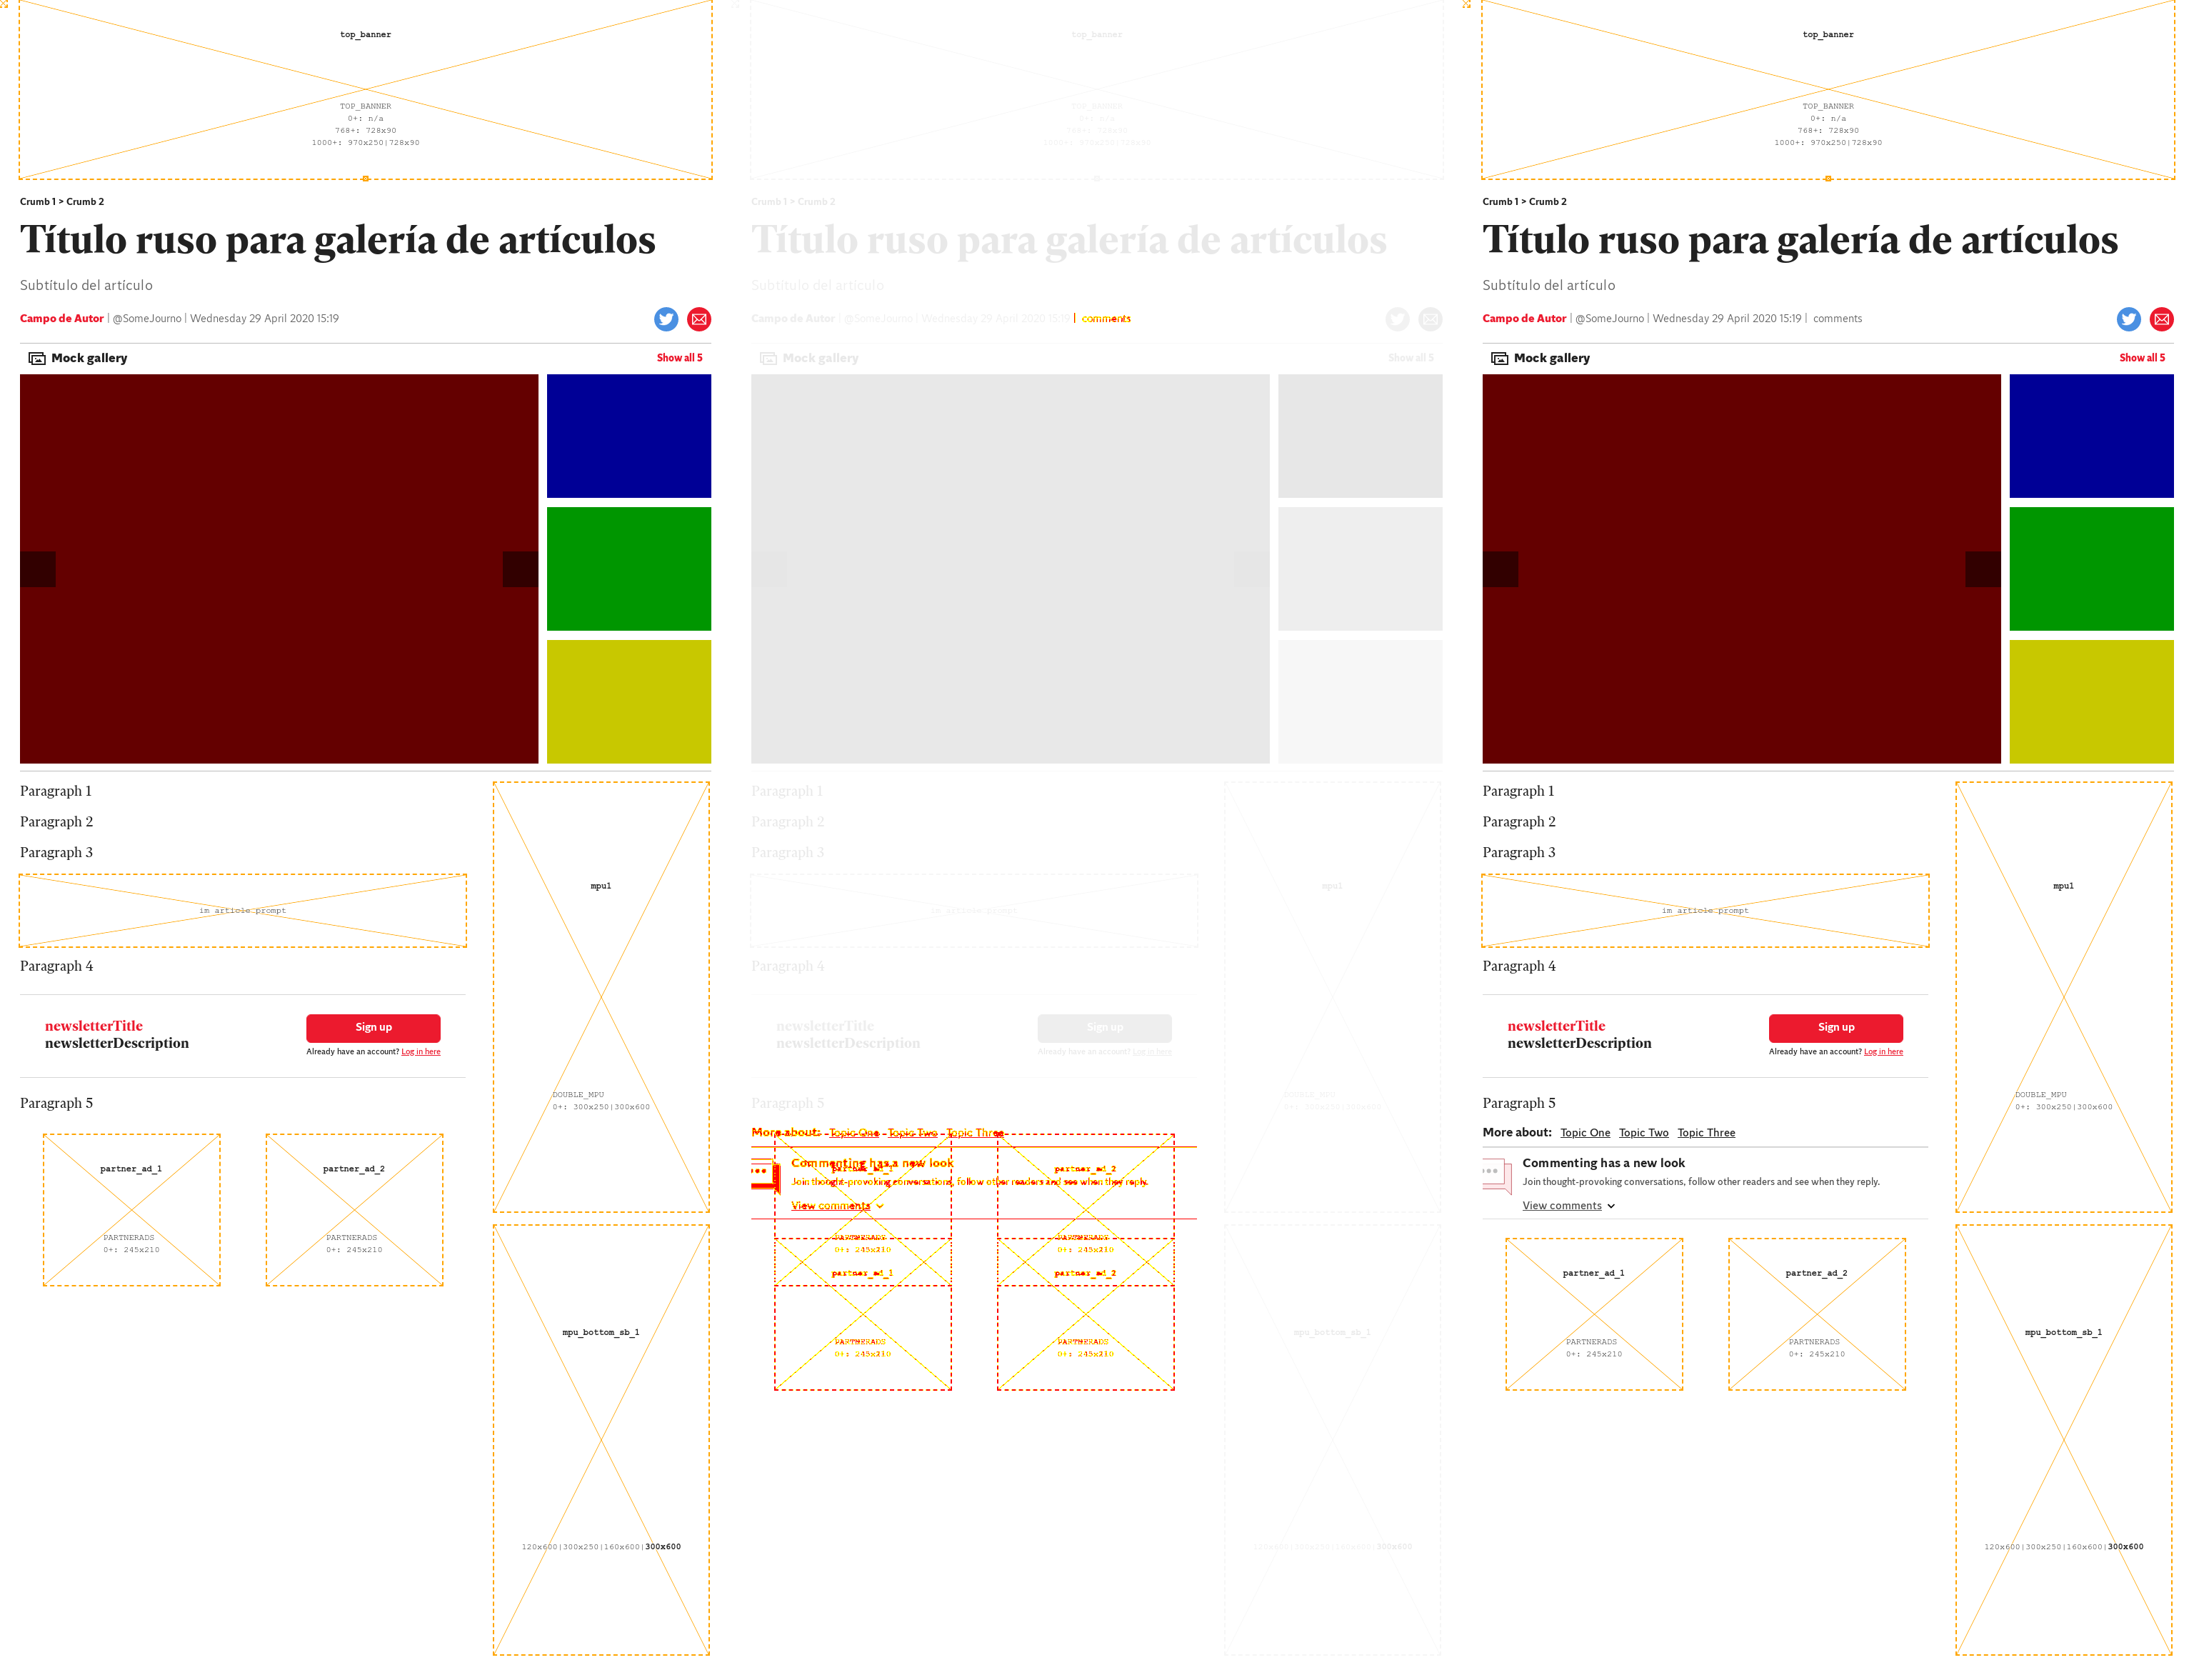 top_banner
TOP_BANNER
0+: n/a
768+: 728x90
1000+: 970x250|728x90
Crumb 1 > Crumb 2
Título ruso para galería de artículos
Subtítulo del artículo
Campo de Autor | @SomeJourno | Wednesday 29 April 2020 15:19
Mock gallery
Show all 5
Paragraph 1
Paragraph 2
Paragraph 3
mpu1
im_article_prompt
Paragraph 4
newsletterTitle
newsletterDescription
Sign up
Already have an account? Log in here
DOUBLE_MPU
0+: 300x250|300x600
Paragraph 5
partner_ad_1
PARTNERADS
0+: 245x210
partner_ad_2
PARTNERADS
0+: 245x210
mpu_bottom_sb_1
120x600|300x250|160x600|300x600
top_banner
TOP_BANNER
0+: n/a
768+: 728x90
1000+: 970x250|728x90
Crumb 1 > Crumb 2
Título ruso para galería de artículos
Subtítulo del artículo
Campo de Autor | @SomeJourno | Wednesday 29 April 2020 15:19 | comments
Mock gallery
Show all 5
Paragraph 1
Paragraph 2
Paragraph 3
mpu1
im_article_prompt
Paragraph 4
newsletterTitle
newsletterDescription
Sign up
Already have an account? Log in here
DOUBLE_MPU
0+: 300x250|300x600
Paragraph 5
More about: Topic One Topic Two Topic Three
Commenting has a new look
partner_ad_1
partner_ad_2
Join thought-provoking conversations, follow other readers and see when they reply.
View comments
PARTNERADS
0+: 245x210
PARTNERADS
0+: 245x210
partner_ad_1
partner_ad_2
PARTNERADS
0+: 245x210
PARTNERADS
0+: 245x210
mpu_bottom_sb_1
120x600|300x250|160x600|300x600
top_banner
TOP_BANNER
0+: n/a
768+: 728x90
1000+: 970x250|728x90
Crumb 1 > Crumb 2
Título ruso para galería de artículos
Subtítulo del artículo
Campo de Autor | @SomeJourno | Wednesday 29 April 2020 15:19 | comments
Mock gallery
Show all 5
Paragraph 1
Paragraph 2
Paragraph 3
mpu1
im_article_prompt
Paragraph 4
newsletterTitle
newsletterDescription
Sign up
Already have an account? Log in here
DOUBLE_MPU
0+: 300x250|300x600
Paragraph 5
More about: Topic One Topic Two Topic Three
Commenting has a new look
Join thought-provoking conversations, follow other readers and see when they reply.
View comments
partner_ad_1
PARTNERADS
0+: 245x210
partner_ad_2
PARTNERADS
0+: 245x210
mpu_bottom_sb_1
120x600|300x250|160x600|300x600